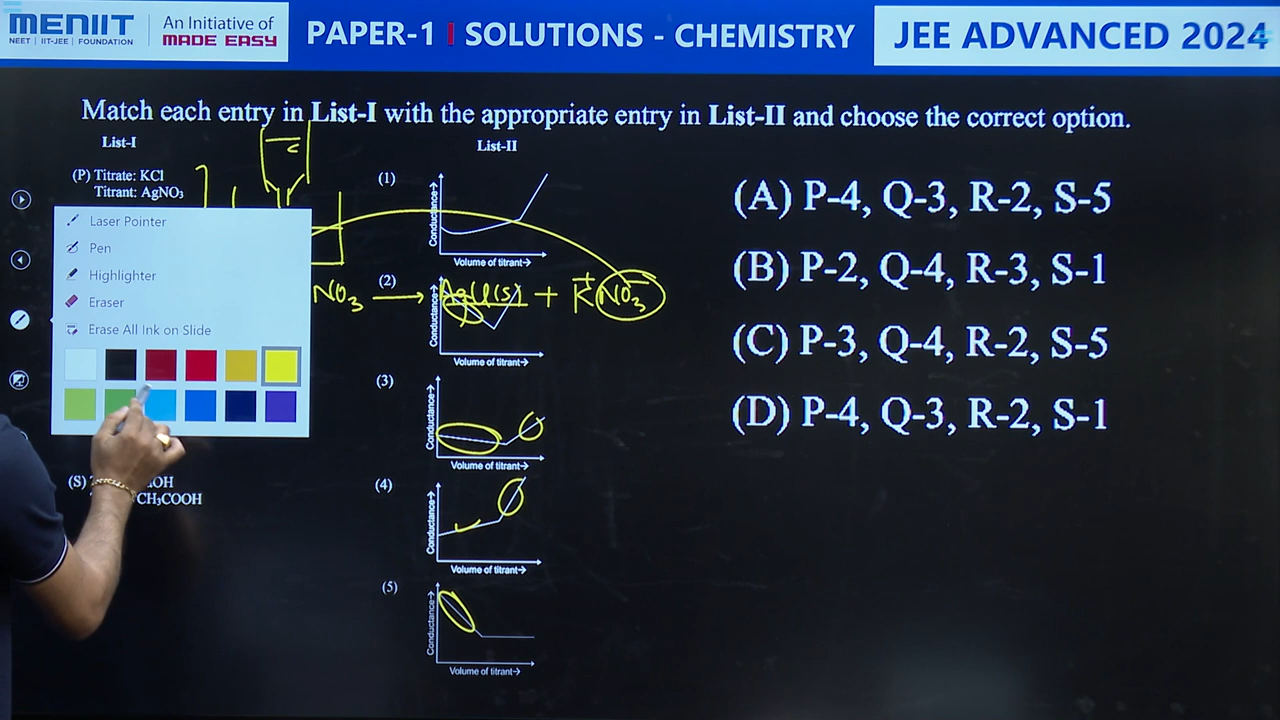 MENIIT
NEET | IIT-JEE | FOUNDATION
An Initiative of
MADE EASY
PAPER-1 | SOLUTIONS - CHEMISTRY
JEE ADVANCED 2024
Match each entry in List-I with the appropriate entry in List-II and choose the correct option.
List-I
(P) Titrate: KCl
Titrant: AgNO₃
Laser Pointer
Pen
Highlighter
Eraser
Erase All Ink on Slide
(S)
OH
CH₃COOH
NO₃ → AgCl(s) + K⁺ NO₃⁻
List-II
(1)
Conductance→
Volume of titrant→
(2)
Conductance→
Volume of titrant→
(3)
Conductance→
Volume of titrant→
(4)
Conductance→
Volume of titrant→
(5)
Conductance→
Volume of titrant→
(A) P-4, Q-3, R-2, S-5
(B) P-2, Q-4, R-3, S-1
(C) P-3, Q-4, R-2, S-5
(D) P-4, Q-3, R-2, S-1